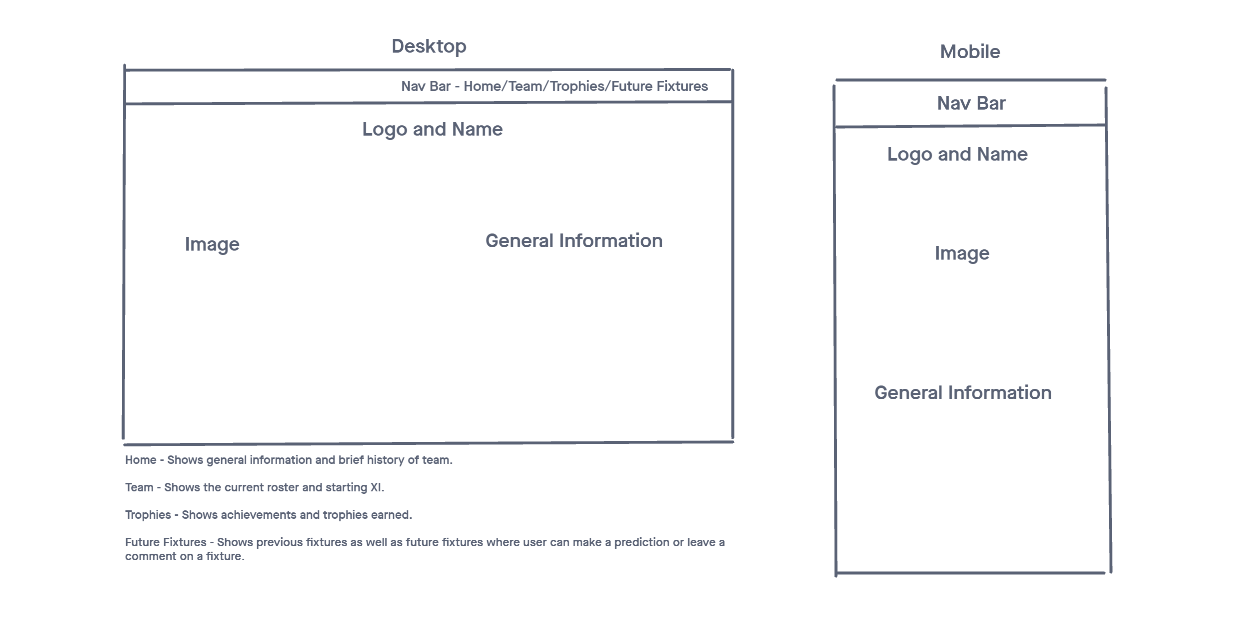 Desktop
Nav Bar - Home/Team/Trophies/Future Fixtures
Logo and Name
Image
General Information
Home - Shows general information and brief history of team.
Team - Shows the current roster and starting XI.
Trophies - Shows achievements and trophies earned.
Future Fixtures - Shows previous fixtures as well as future fixtures where user can make a prediction or leave a
comment on a fixture.
Mobile
Nav Bar
Logo and Name
Image
General Information